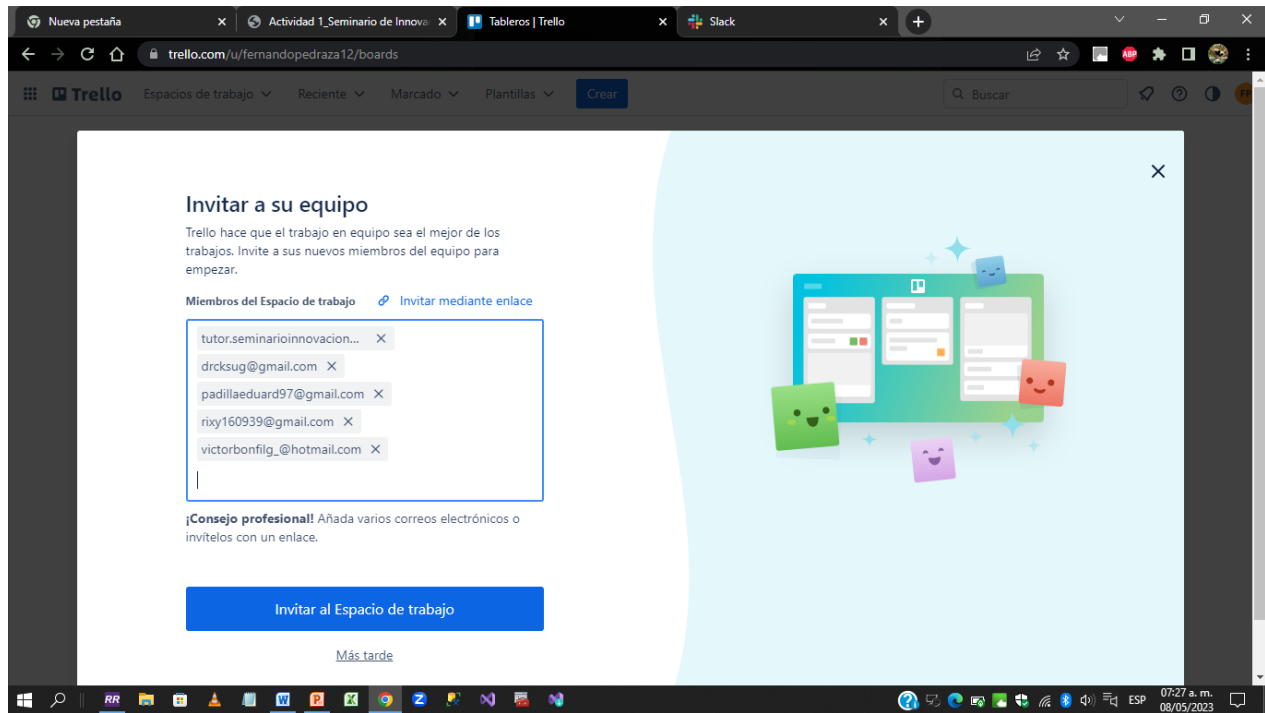 Nueva pestaña
Actividad 1_Seminario de Innova
Tableros | Trello
Slack
trello.com/u/fernandopedraza12/boards
ABP
Trello
Espacios de trabajo
Reciente
Marcado
Plantillas
Crear
Buscar
FP
Invitar a su equipo
Trello hace que el trabajo en equipo sea el mejor de los
trabajos. Invite a sus nuevos miembros del equipo para
empezar.
Miembros del Espacio de trabajo Invitar mediante enlace
tutor.seminarioinnovacion...
drcksug@gmail.com
padillaeduard97@gmail.com
rixy160939@gmail.com
victorbonfilg_@hotmail.com
¡Consejo profesional! Añada varios correos electrónicos o
invítelos con un enlace.
Invitar al Espacio de trabajo
Más tarde
RR
W
P
X
Z
ESP
07:27 a. m.
08/05/2023